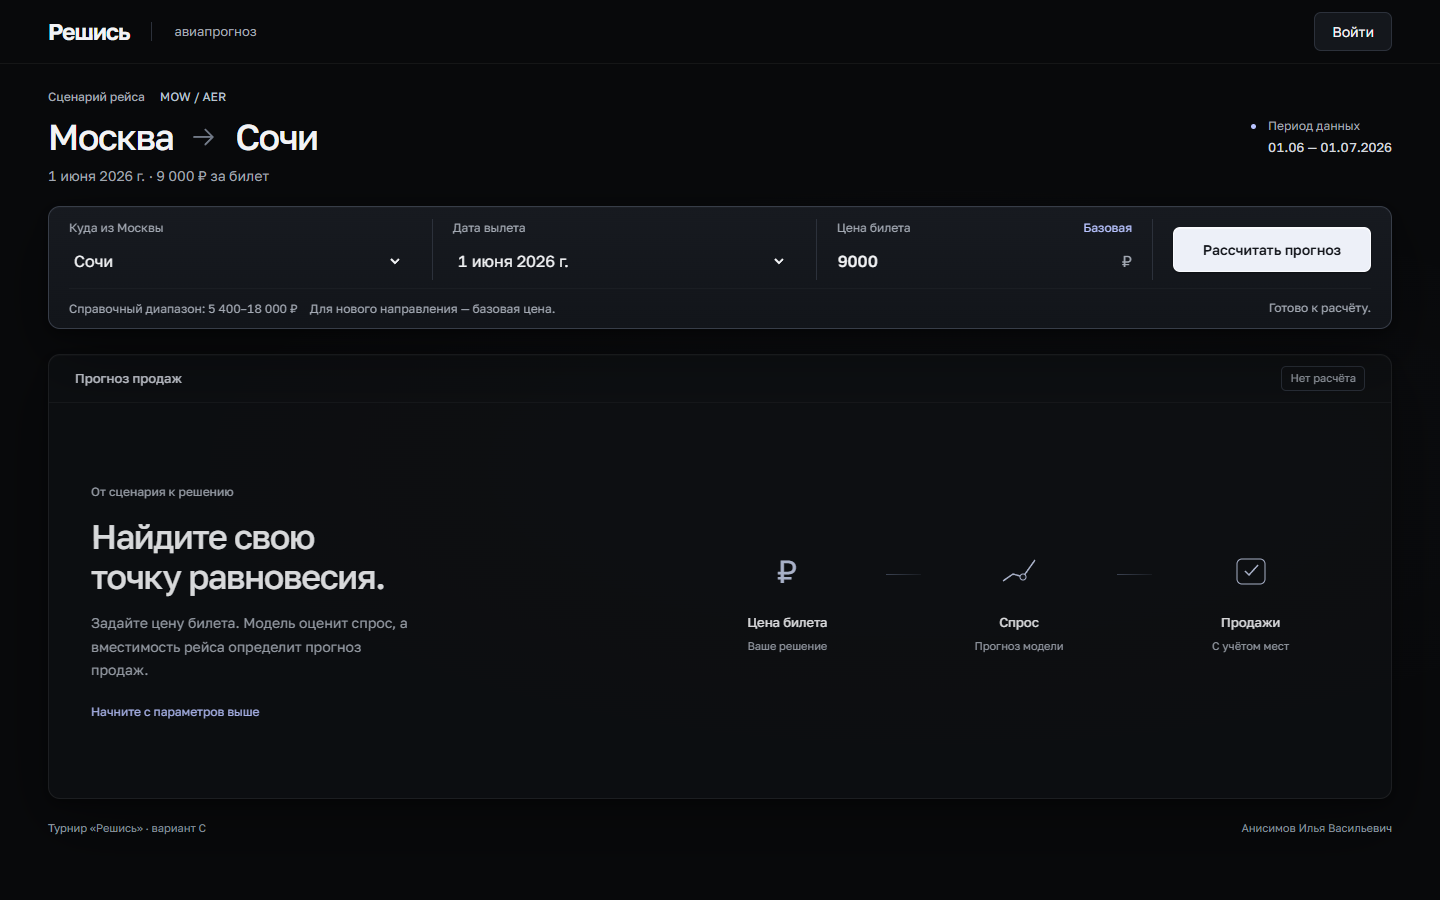 Решись
авиапрогноз
Войти
Сценарий рейса MOW / AER
Москва → Сочи
1 июня 2026 г. · 9 000 ₽ за билет
Период данных
01.06 — 01.07.2026
Куда из Москвы
Сочи
Дата вылета
1 июня 2026 г.
Цена билета
Базовая
9000 ₽
Рассчитать прогноз
Справочный диапазон: 5 400–18 000 ₽ Для нового направления — базовая цена.
Готово к расчёту.
Прогноз продаж
Нет расчёта
От сценария к решению
Найдите свою
точку равновесия.
Задайте цену билета. Модель оценит спрос, а
вместимость рейса определит прогноз
продаж.
Начните с параметров выше
₽
Цена билета
Ваше решение
Спрос
Прогноз модели
Продажи
С учётом мест
Турнир «Решись» · вариант С
Анисимов Илья Васильевич